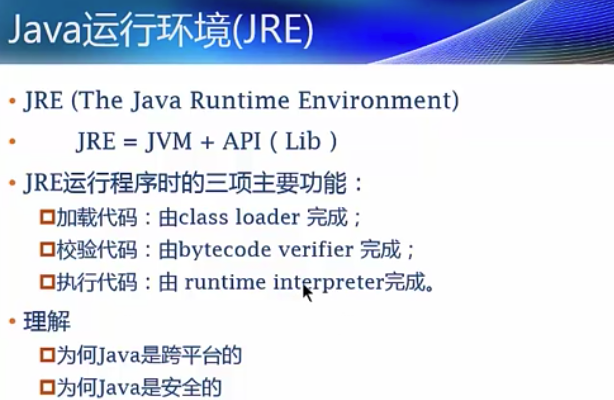 Java运行环境(JRE)
• JRE (The Java Runtime Environment)
• JRE = JVM + API ( Lib )
• JRE运行程序时的三项主要功能：
加载代码：由class loader 完成；
校验代码：由bytecode verifier 完成；
执行代码：由 runtime interpreter完成。
• 理解
为何Java是跨平台的
为何Java是安全的